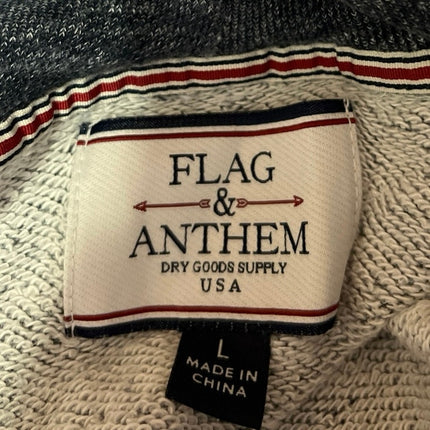 FLAG
&
ANTHEM
DRY GOODS SUPPLY
USA
L
MADE IN
CHINA